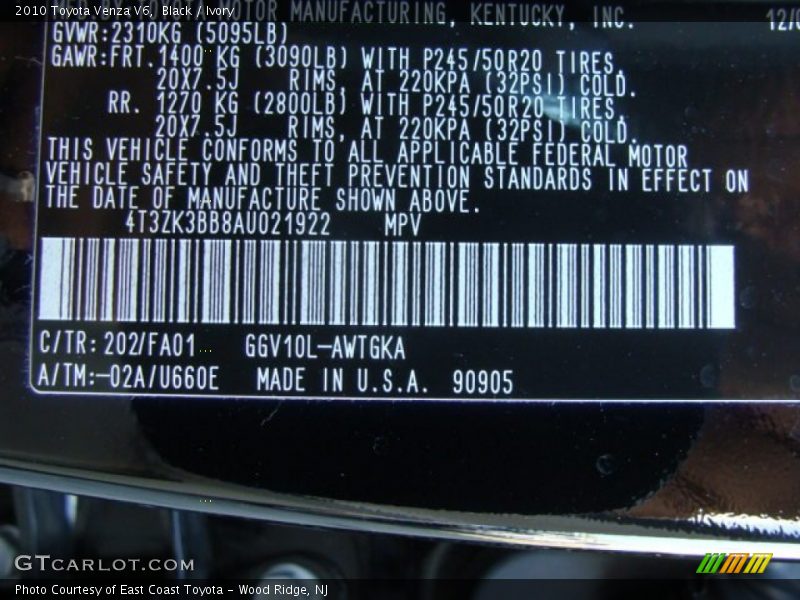 2010 Toyota Venza V6, Black / Ivory
MOTOR MANUFACTURING, KENTUCKY, INC. 12/
GVWR:2310KG (5095LB)
GAWR:FRT.1400 KG (3090LB) WITH P245/50R20 TIRES,
20X7.5J RIMS, AT 220KPA (32PSI) COLD.
RR. 1270 KG (2800LB) WITH P245/50R20 TIRES,
20X7.5J RIMS, AT 220KPA (32PSI) COLD.
THIS VEHICLE CONFORMS TO ALL APPLICABLE FEDERAL MOTOR
VEHICLE SAFETY AND THEFT PREVENTION STANDARDS IN EFFECT ON
THE DATE OF MANUFACTURE SHOWN ABOVE.
4T3ZK3BB8AU021922 MPV
C/TR:202/FA01 GGV10L-AWTGKA
A/TM:-02A/U660E MADE IN U.S.A. 90905
GTCARLOT.COM
Photo Courtesy of East Coast Toyota - Wood Ridge, NJ